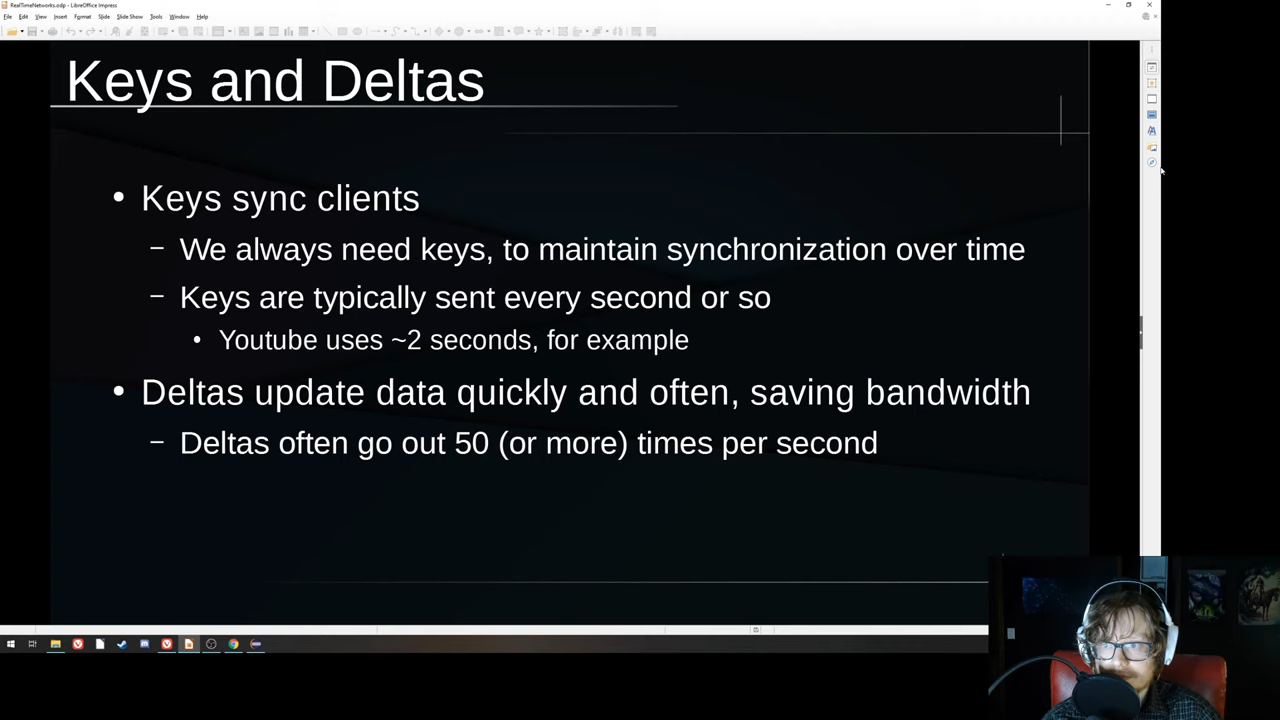 RealTimeNetworks.odp - LibreOffice Impress
File Edit View Insert Format Slide Slide Show Tools Window Help
Keys and Deltas
• Keys sync clients
– We always need keys, to maintain synchronization over time
– Keys are typically sent every second or so
• Youtube uses ~2 seconds, for example
• Deltas update data quickly and often, saving bandwidth
– Deltas often go out 50 (or more) times per second